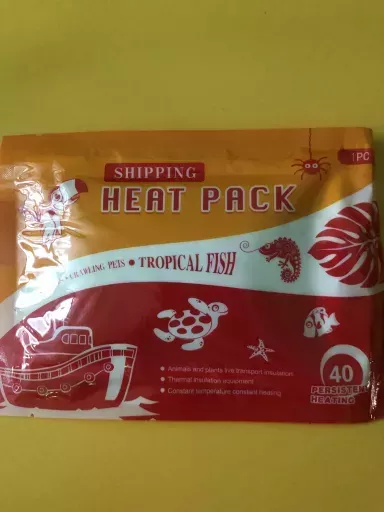 1PC
SHIPPING
HEAT PACK
CRAWLING PETS • TROPICAL FISH
• Animals and plants live transport insulation
• Thermal insulation equipment
• Constant temperature constant heating
40
PERSISTEN
HEATING